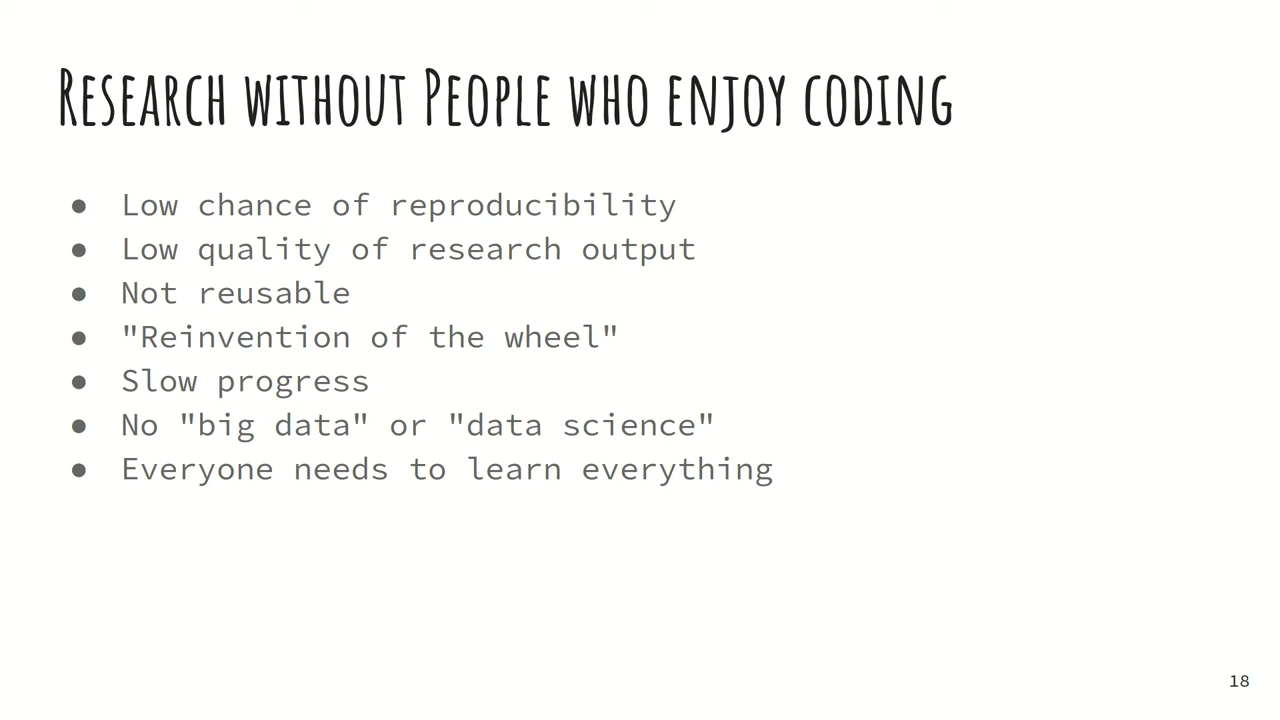 Research without People who enjoy coding
● Low chance of reproducibility
● Low quality of research output
● Not reusable
● "Reinvention of the wheel"
● Slow progress
● No "big data" or "data science"
● Everyone needs to learn everything
18